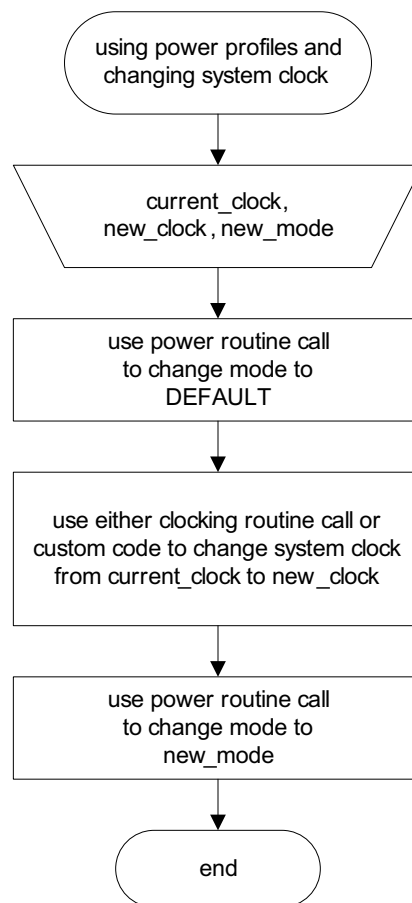 using power profiles and
changing system clock
current_clock,
new_clock , new_mode
use power routine call
to change mode to
DEFAULT
use either clocking routine call or
custom code to change system clock
from current_clock to new_clock
use power routine call
to change mode to
new_mode
end